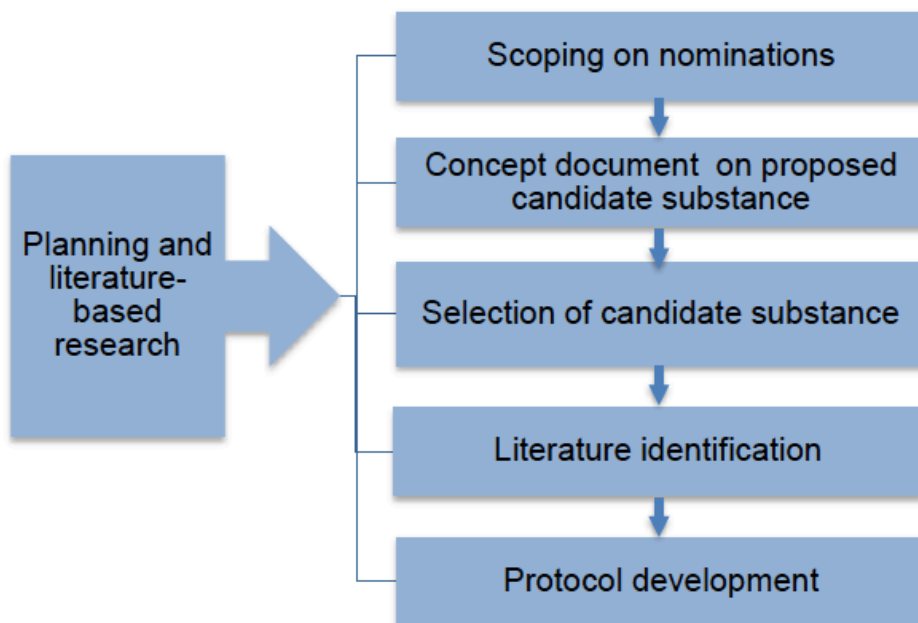 Planning and
literature-
based
research
Scoping on nominations
Concept document  on proposed
candidate substance
Selection of candidate substance
Literature identification
Protocol development